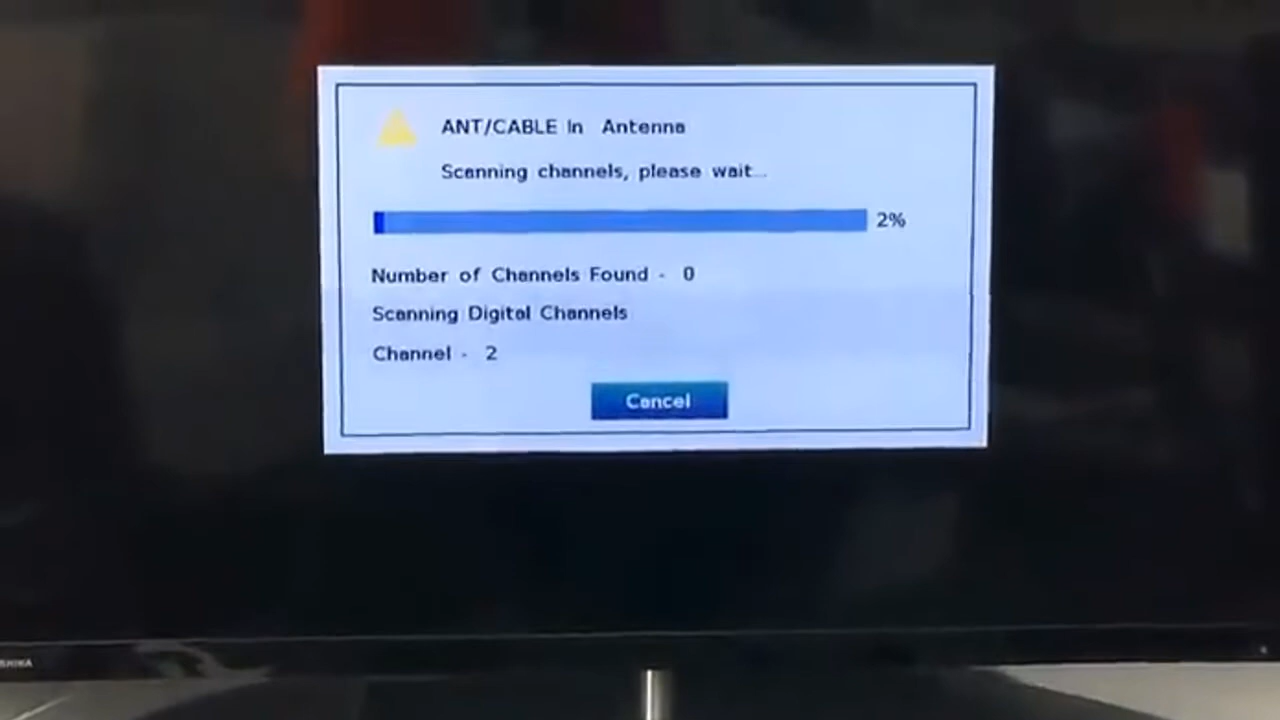 ANT/CABLE In Antenna
Scanning channels, please wait...
2%
Number of Channels Found - 0
Scanning Digital Channels
Channel - 2
Cancel